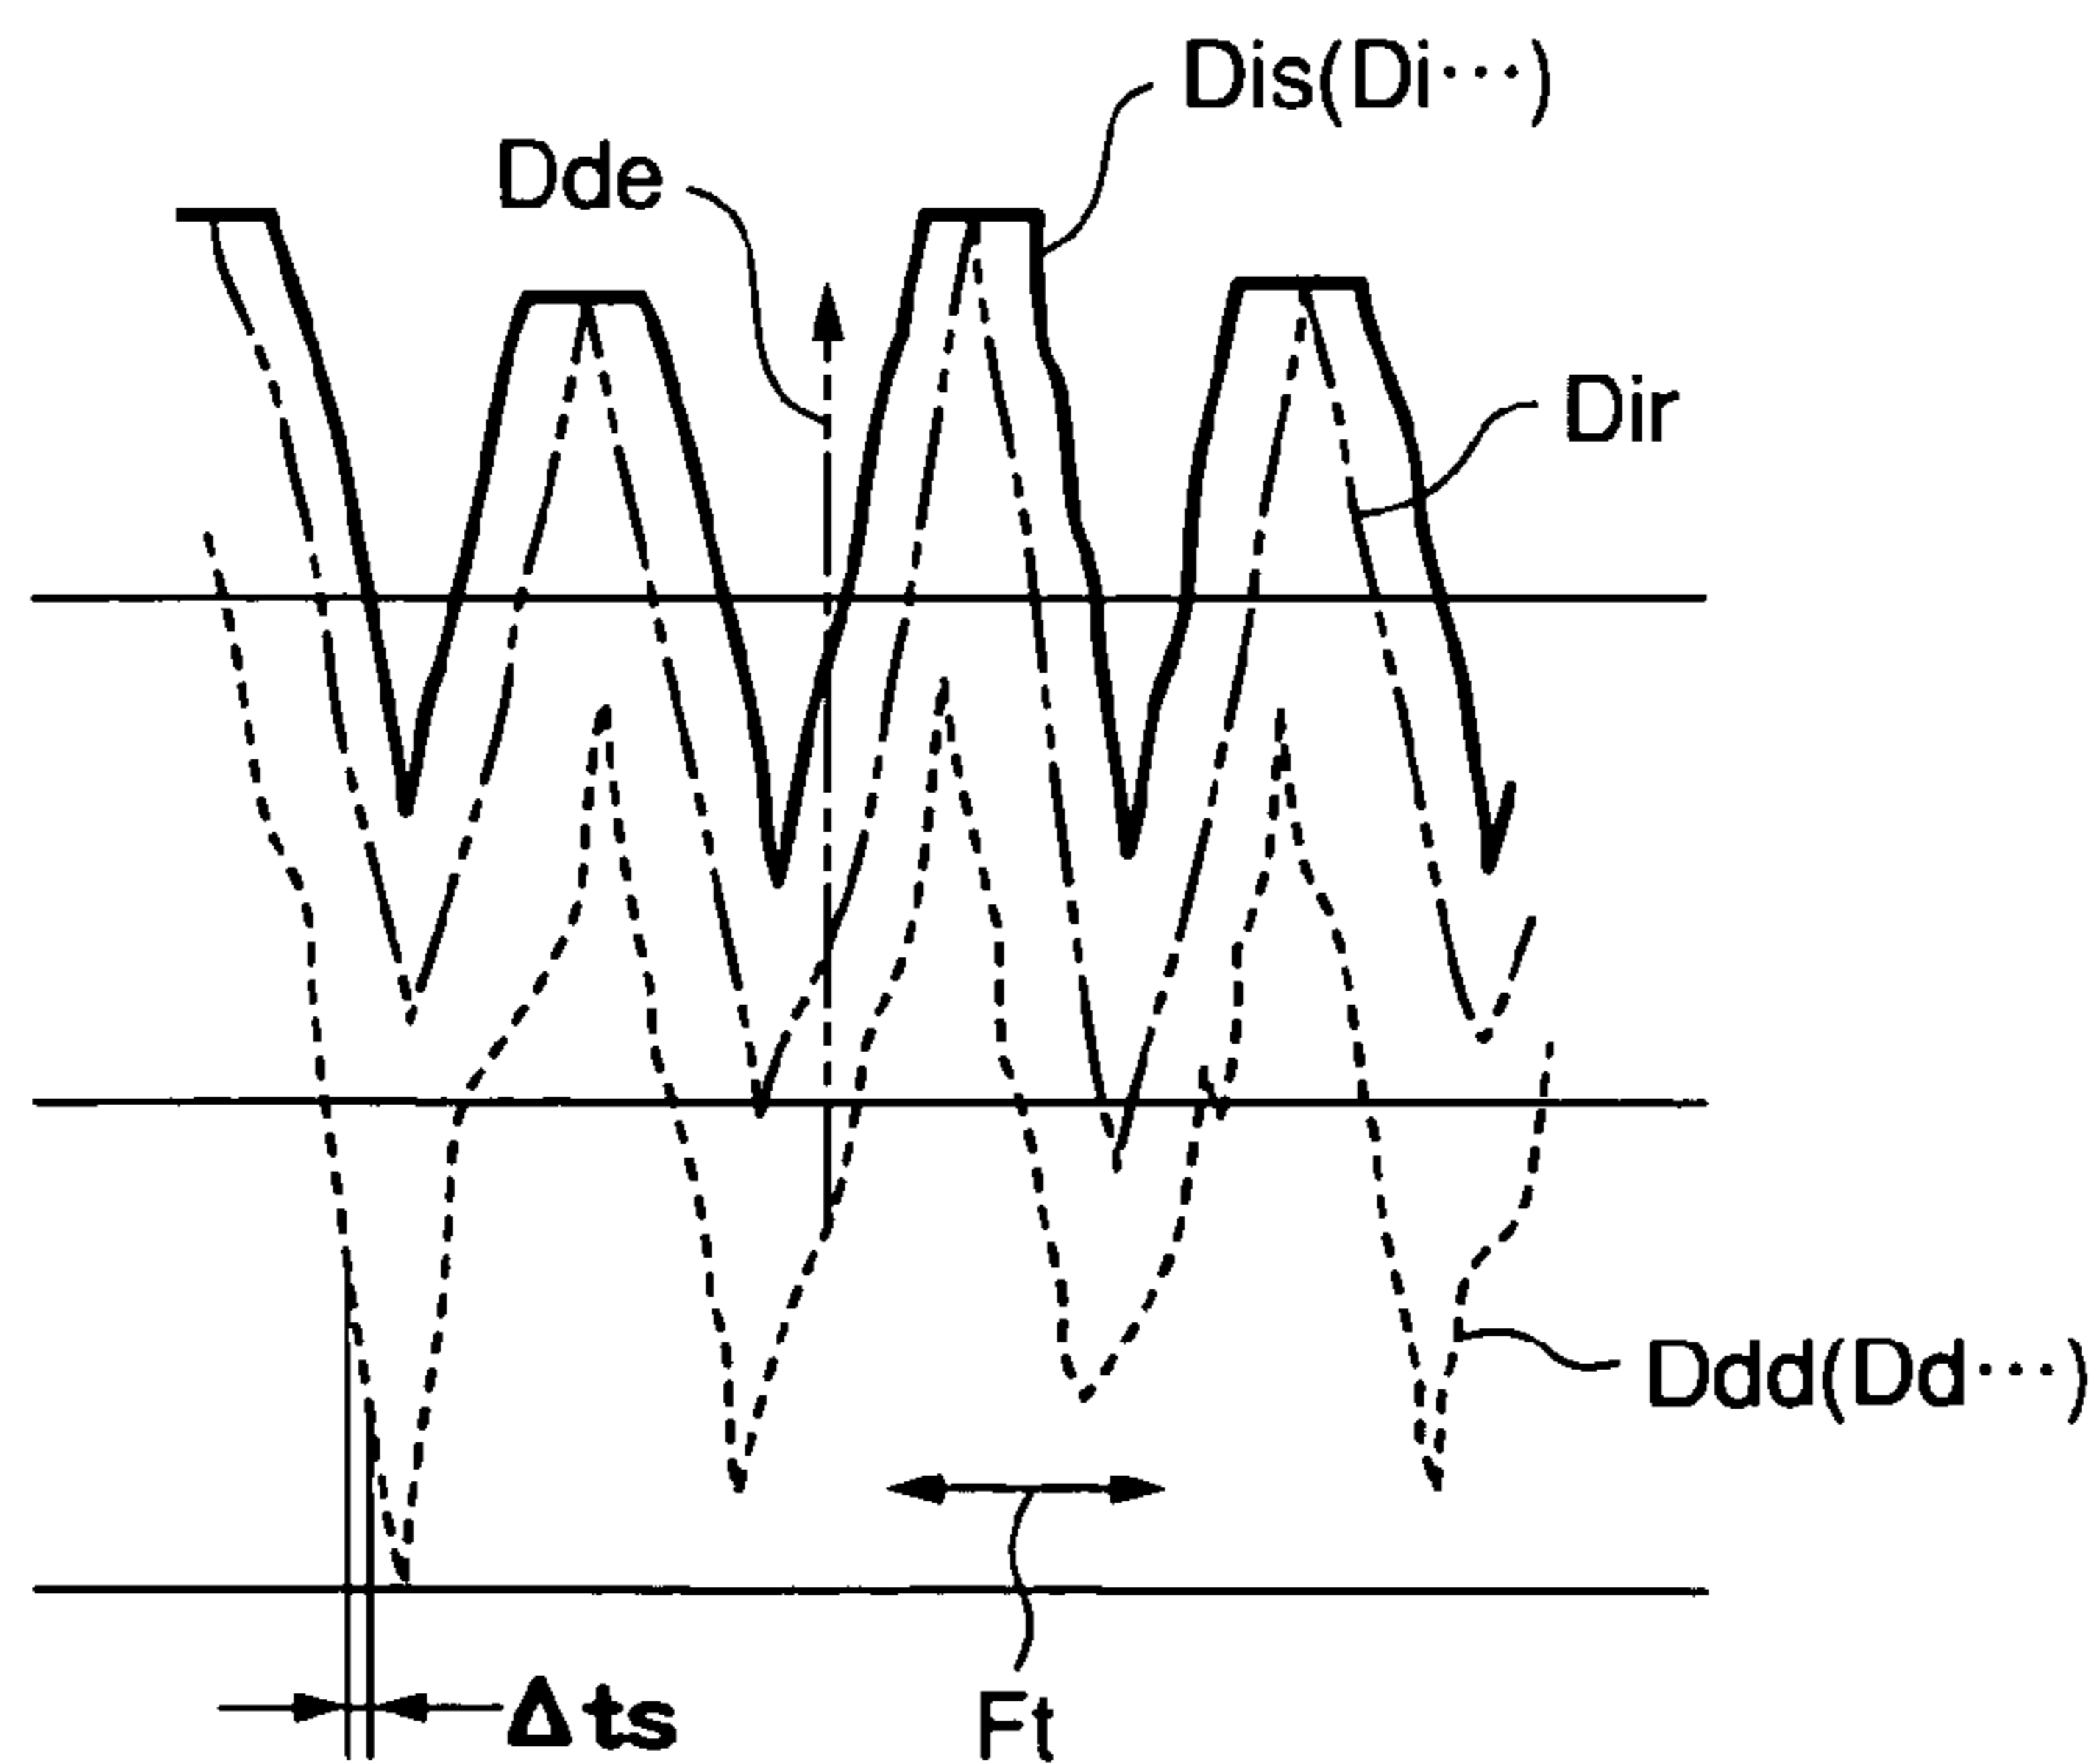 Dis(Di···)
Dde
Dir
Ddd(Dd···)
Δts
Ft